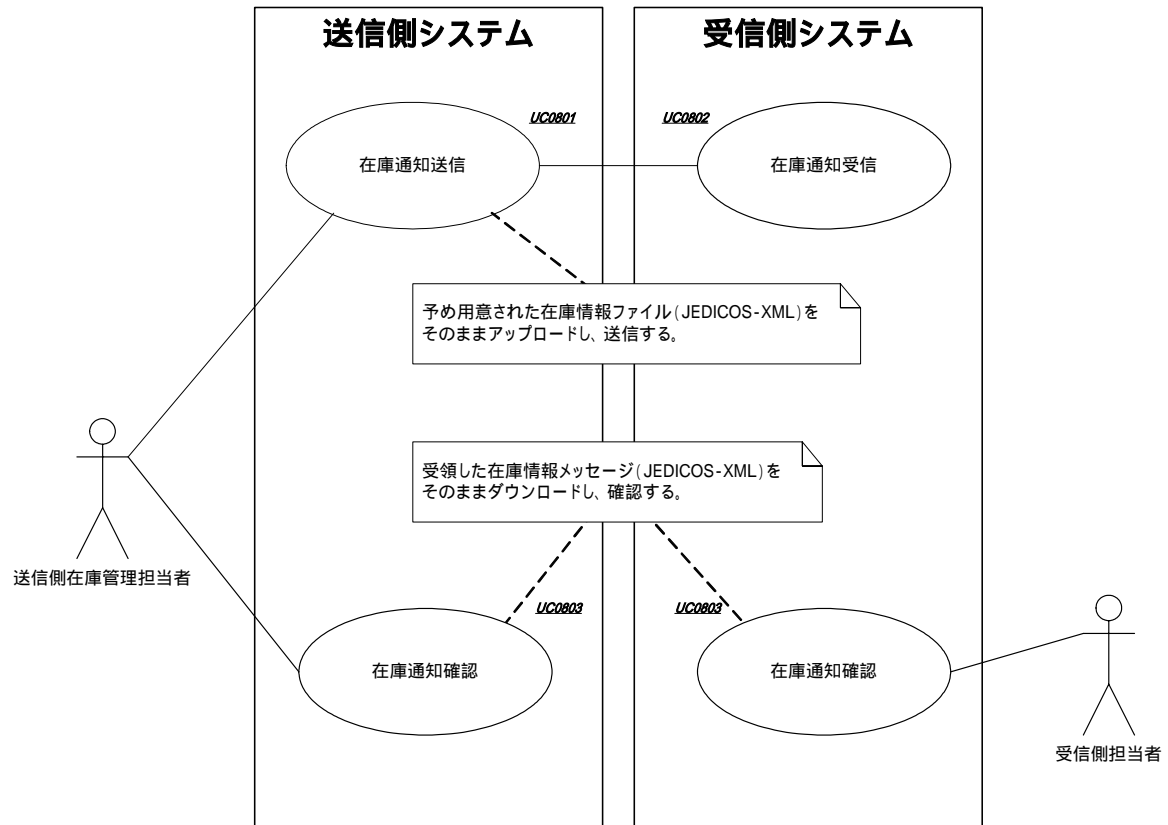 送信側システム
受信側システム
UC0801
UC0802
在庫通知送信
在庫通知受信
予め用意された在庫情報ファイル(JEDICOS-XML)を
そのままアップロードし、送信する。
受領した在庫情報メッセージ(JEDICOS-XML)を
そのままダウンロードし、確認する。
送信側在庫管理担当者
UC0803
UC0803
在庫通知確認
在庫通知確認
受信側担当者